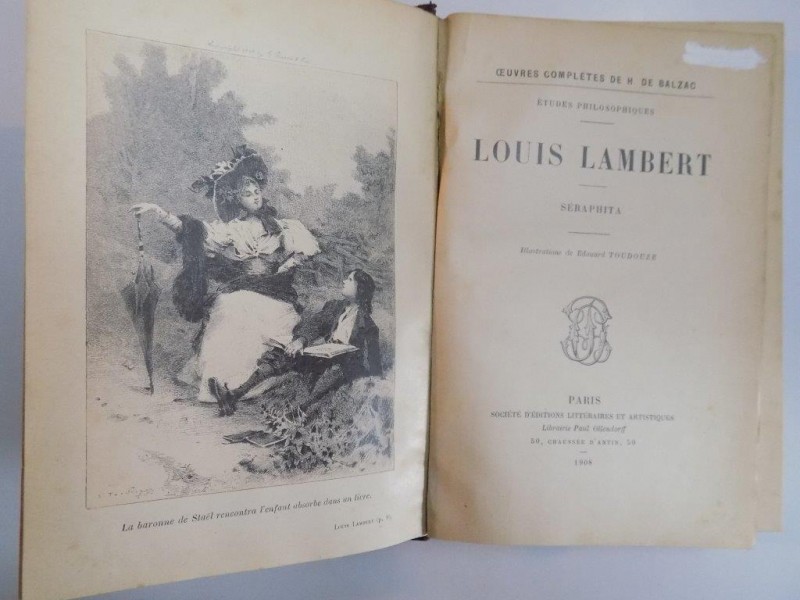 La baronne de Staël rencontra l'enfant absorbé dans un livre.
LOUIS LAMBERT (p.
ŒUVRES COMPLÈTES DE H. DE BALZAC
ÉTUDES PHILOSOPHIQUES
LOUIS LAMBERT
SÉRAPHITA
Illustrations de Edouard TOUDOUZE
PARIS
SOCIÉTÉ D'ÉDITIONS LITTÉRAIRES ET ARTISTIQUES
Librairie Paul Ollendorff
50, CHAUSSÉE D'ANTIN, 50
1908